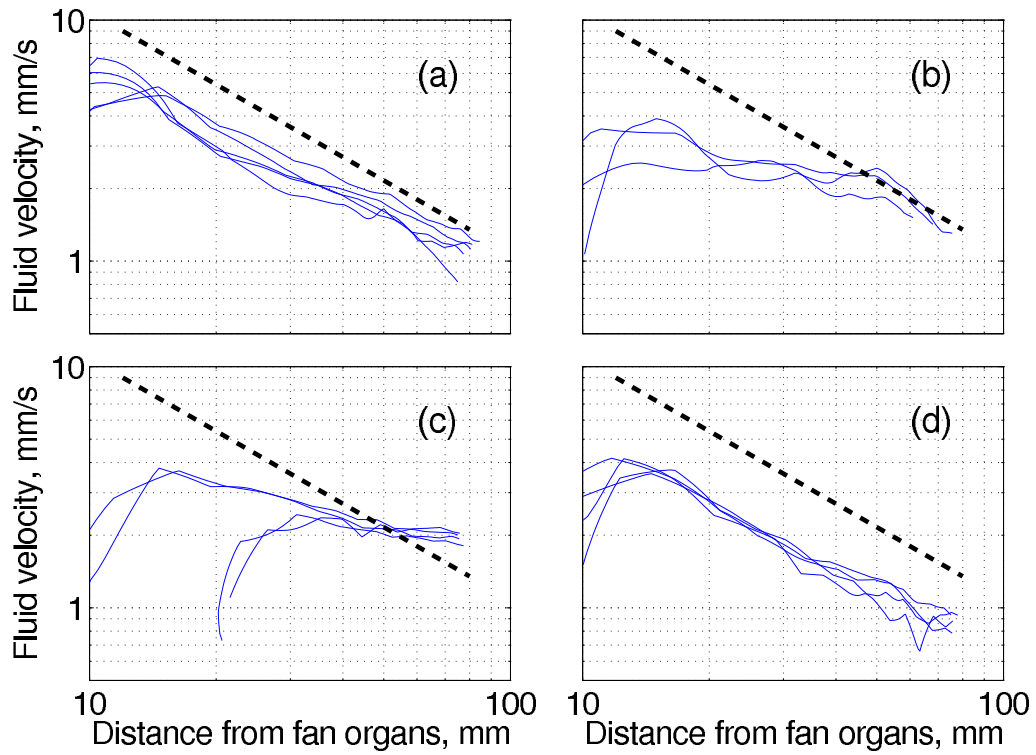 10
1
Fluid velocity, mm/s
(a)
(b)
10
1
Fluid velocity, mm/s
(c)
(d)
10
100
10
100
Distance from fan organs, mm
Distance from fan organs, mm